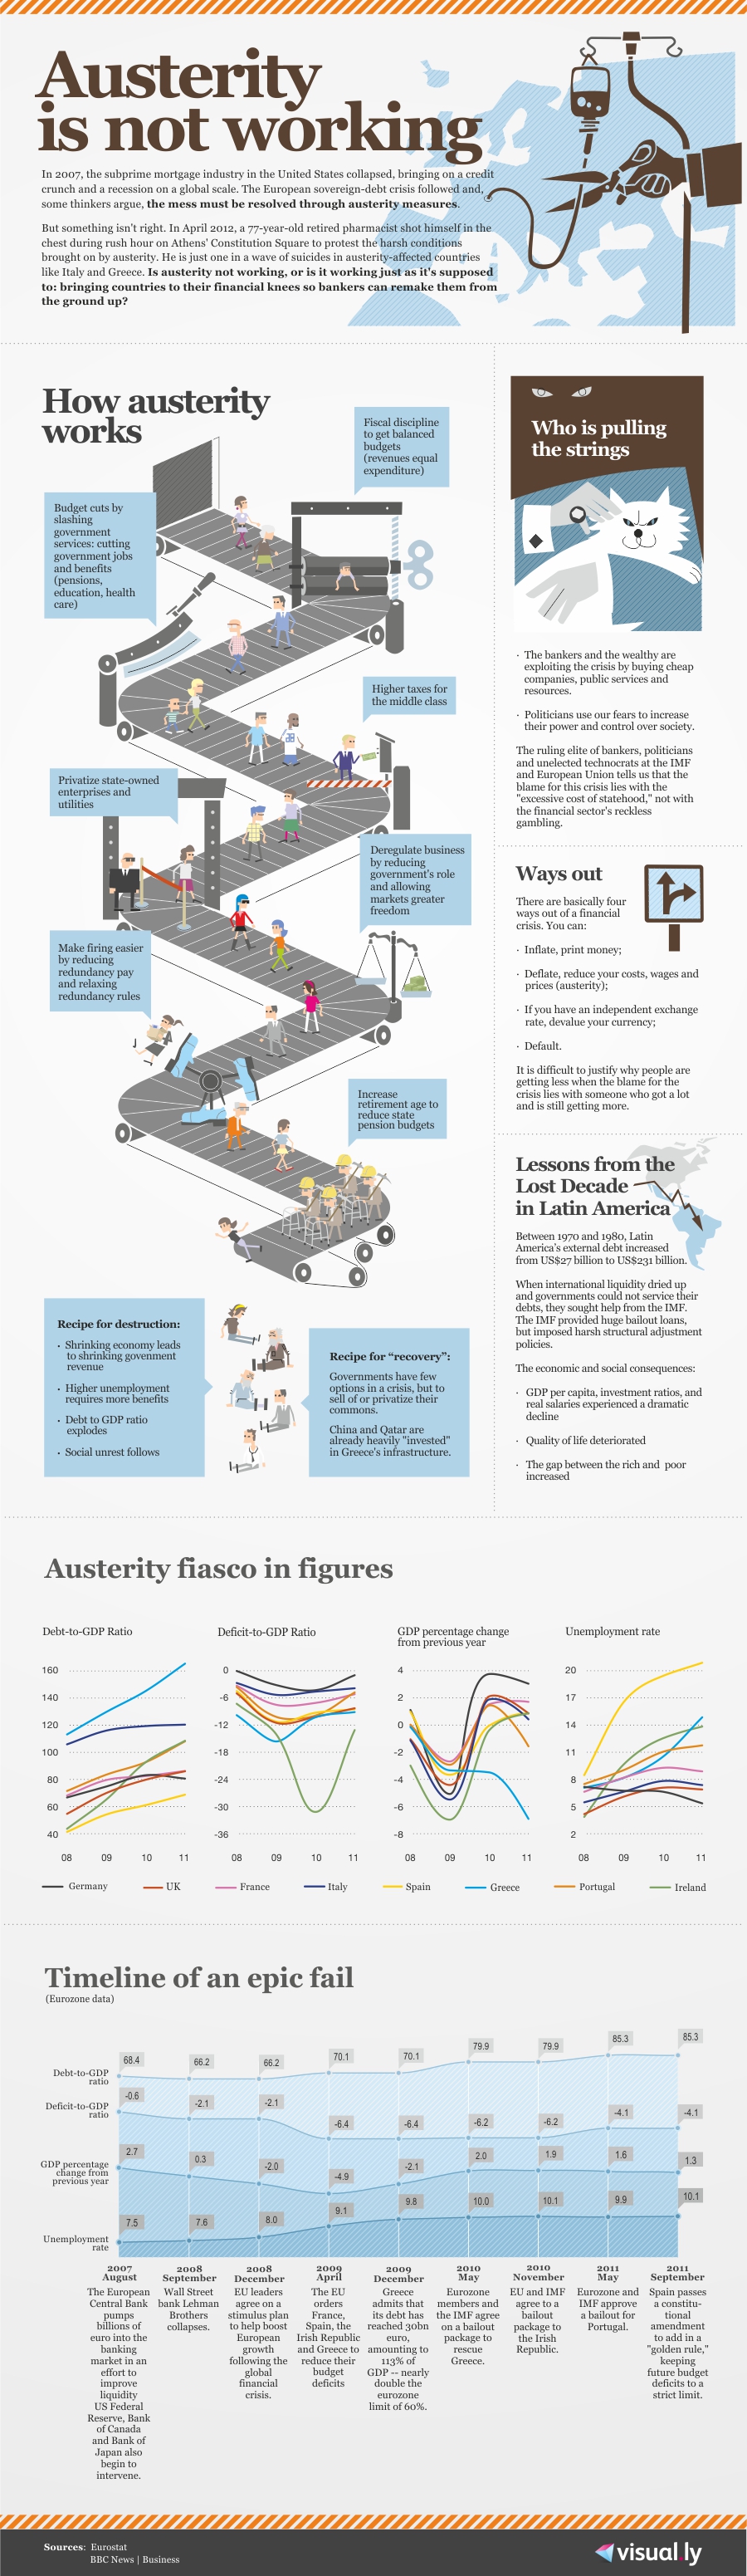 Austerity
is not working
In 2007, the subprime mortgage industry in the United States collapsed, bringing on a credit
crunch and a recession on a global scale. The European sovereign-debt crisis followed and,
some thinkers argue, the mess must be resolved through austerity measures.
But something isn't right. In April 2012, a 77-year-old retired pharmacist shot himself in the
chest during rush hour on Athens' Constitution Square to protest the harsh conditions
brought on by austerity. He is just one in a wave of suicides in austerity-affected countries
like Italy and Greece. Is austerity not working, or is it working just as it's supposed
to: bringing countries to their financial knees so bankers can remake them from
the ground up?
How austerity
works
Fiscal discipline
to get balanced
budgets
(revenues equal
expenditure)
Budget cuts by
slashing
government
services: cutting
government jobs
and benefits
(pensions,
education, health
care)
Higher taxes for
the middle class
Privatize state-owned
enterprises and
utilities
Deregulate business
by reducing
government's role
and allowing
markets greater
freedom
Make firing easier
by reducing
redundancy pay
and relaxing
redundancy rules
Increase
retirement age to
reduce state
pension budgets
Recipe for destruction:
· Shrinking economy leads
to shrinking govenment
revenue
· Higher unemployment
requires more benefits
· Debt to GDP ratio
explodes
· Social unrest follows
Recipe for "recovery":
Governments have few
options in a crisis, but to
sell of or privatize their
commons.
China and Qatar are
already heavily "invested"
in Greece's infrastructure.
Who is pulling
the strings
· The bankers and the wealthy are
exploiting the crisis by buying cheap
companies, public services and
resources.
· Politicians use our fears to increase
their power and control over society.
The ruling elite of bankers, politicians
and unelected technocrats at the IMF
and European Union tells us that the
blame for this crisis lies with the
"excessive cost of statehood," not with
the financial sector's reckless
gambling.
Ways out
There are basically four
ways out of a financial
crisis. You can:
· Inflate, print money;
· Deflate, reduce your costs, wages and
prices (austerity);
· If you have an independent exchange
rate, devalue your currency;
· Default.
It is difficult to justify why people are
getting less when the blame for the
crisis lies with someone who got a lot
and is still getting more.
Lessons from the
Lost Decade
in Latin America
Between 1970 and 1980, Latin
America's external debt increased
from US$27 billion to US$231 billion.
When international liquidity dried up
and governments could not service their
debts, they sought help from the IMF.
The IMF provided huge bailout loans,
but imposed harsh structural adjustment
policies.
The economic and social consequences:
· GDP per capita, investment ratios, and
real salaries experienced a dramatic
decline
· Quality of life deteriorated
· The gap between the rich and poor
increased
Austerity fiasco in figures
Debt-to-GDP Ratio
160
140
120
100
80
60
40
08 09 10 11
Deficit-to-GDP Ratio
0
-6
-12
-18
-24
-30
-36
08 09 10 11
GDP percentage change
from previous year
4
2
0
-2
-4
-6
-8
08 09 10 11
Unemployment rate
20
17
14
11
8
5
2
08 09 10 11
Germany UK France Italy Spain Greece Portugal Ireland
Timeline of an epic fail
(Eurozone data)
Debt-to-GDP
ratio
68.4 66.2 66.2 70.1 70.1 79.9 79.9 85.3 85.3
Deficit-to-GDP
ratio
-0.6 -2.1 -2.1 -6.4 -6.4 -6.2 -6.2 -4.1 -4.1
GDP percentage
change from
previous year
2.7 0.3 -2.0 -4.9 -2.1 2.0 1.9 1.6 1.3
Unemployment
rate
7.5 7.6 8.0 9.1 9.8 10.0 10.1 9.9 10.1
2007
August
The European
Central Bank
pumps
billions of
euro into the
banking
market in an
effort to
improve
liquidity
US Federal
Reserve, Bank
of Canada
and Bank of
Japan also
begin to
intervene.
2008
September
Wall Street
bank Lehman
Brothers
collapses.
2008
December
EU leaders
agree on a
stimulus plan
to help boost
European
growth
following the
global
financial
crisis.
2009
April
The EU
orders
France,
Spain, the
Irish Republic
and Greece to
reduce their
budget
deficits
2009
December
Greece
admits that
its debt has
reached 30bn
euro,
amounting to
113% of
GDP -- nearly
double the
eurozone
limit of 60%.
2010
May
Eurozone
members and
the IMF agree
on a bailout
package to
rescue
Greece.
2010
November
EU and IMF
agree to a
bailout
package to
the Irish
Republic.
2011
May
Eurozone and
IMF approve
a bailout for
Portugal.
2011
September
Spain passes
a constitu-
tional
amendment
to add in a
"golden rule,"
keeping
future budget
deficits to a
strict limit.
Sources: Eurostat
BBC News | Business
visual.ly